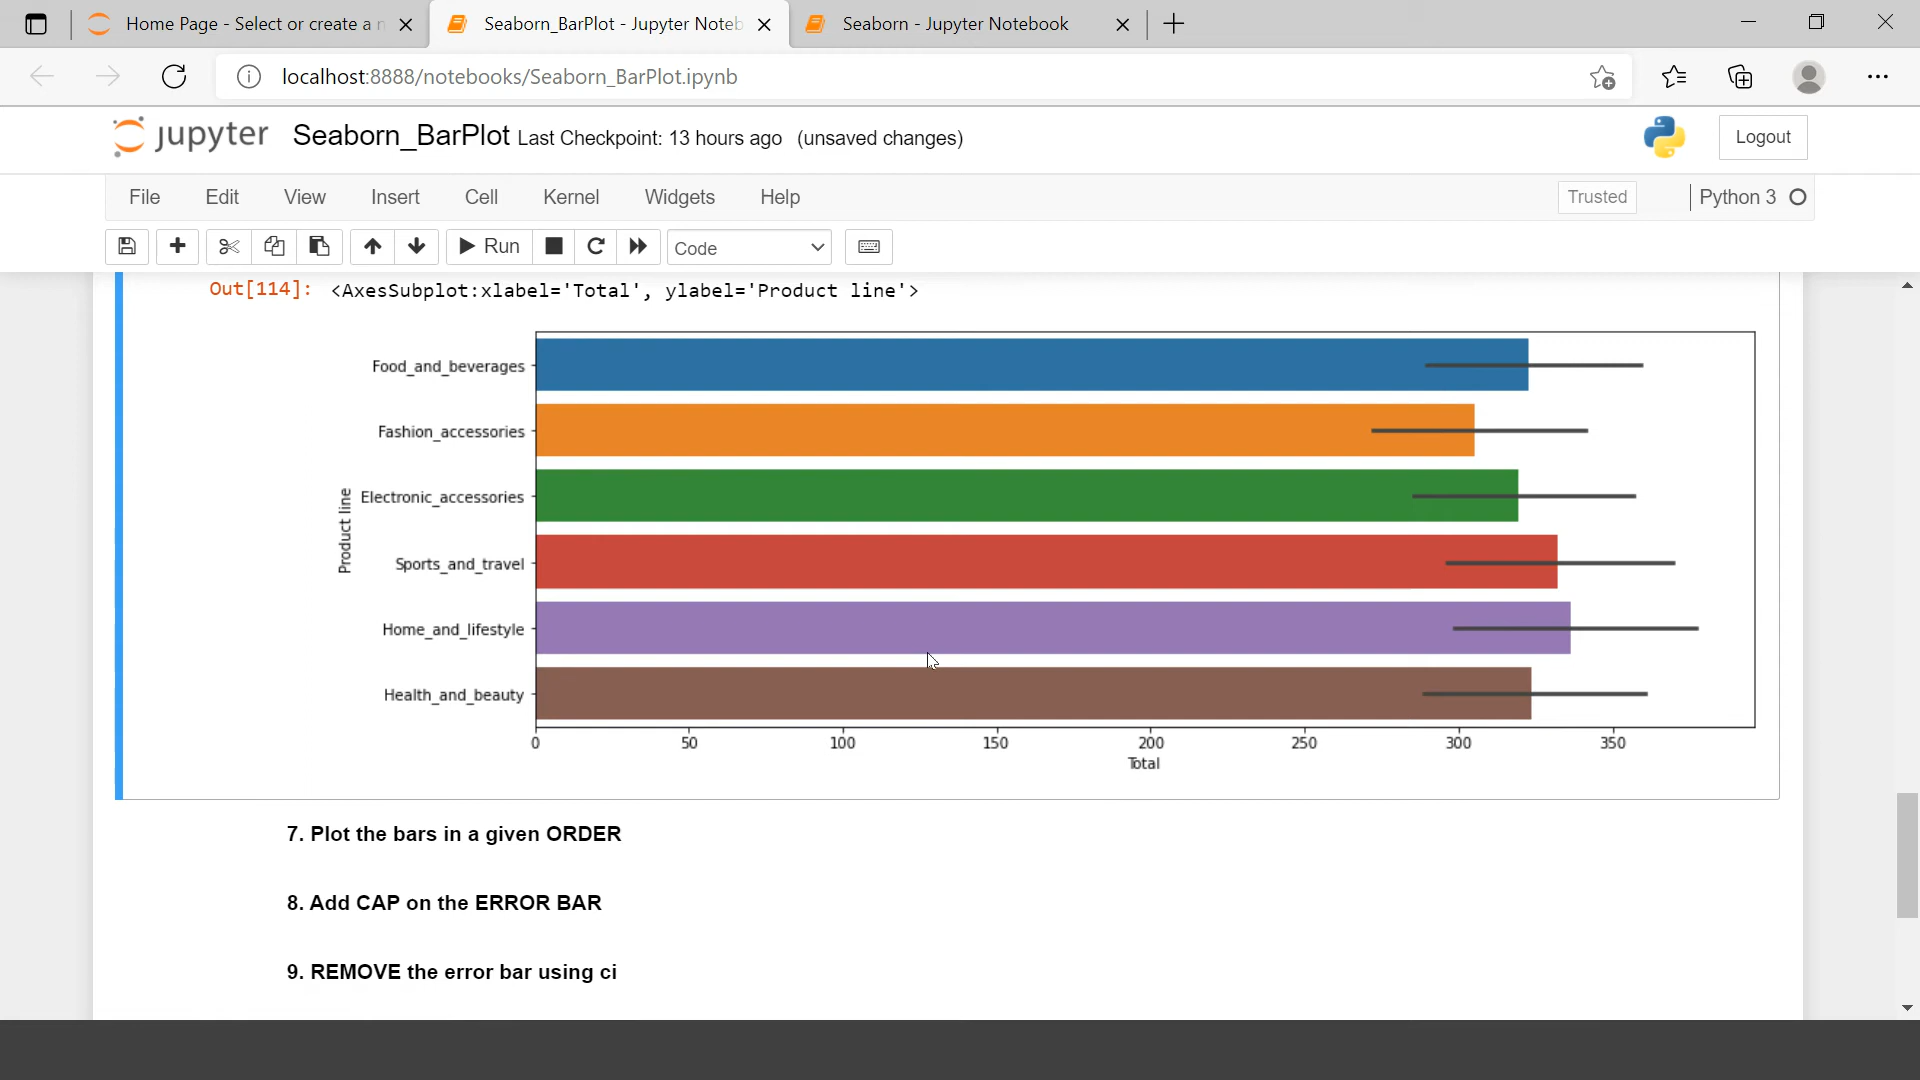 Home Page - Select or create a n
Seaborn_BarPlot - Jupyter Noteb
Seaborn - Jupyter Notebook
localhost:8888/notebooks/Seaborn_BarPlot.ipynb
jupyter Seaborn_BarPlot Last Checkpoint: 13 hours ago (unsaved changes)
Logout
File Edit View Insert Cell Kernel Widgets Help
Trusted
Python 3
Run
Code
Out[114]: <AxesSubplot:xlabel='Total', ylabel='Product line'>
Food_and_beverages
Fashion_accessories
Electronic_accessories
Sports_and_travel
Home_and_lifestyle
Health_and_beauty
Product line
0 50 100 150 200 250 300 350
Total
7. Plot the bars in a given ORDER
8. Add CAP on the ERROR BAR
9. REMOVE the error bar using ci